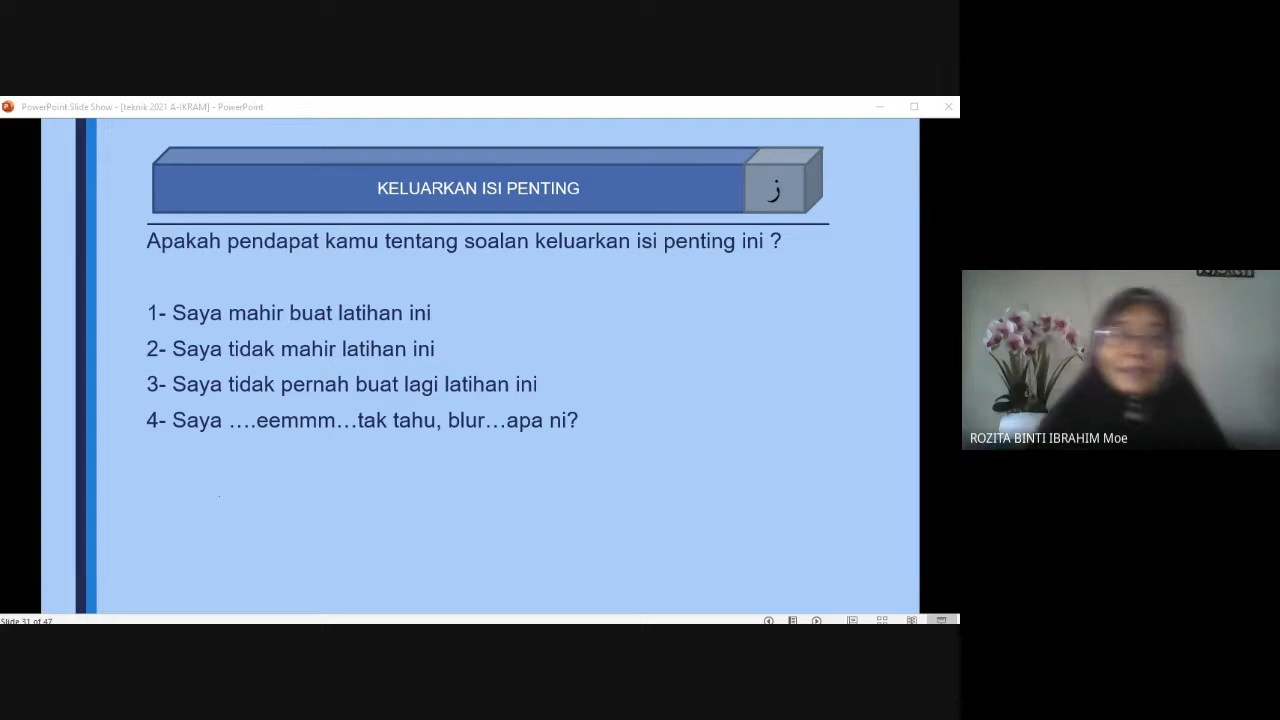 PowerPoint Slide Show - [teknik 2021 A-IKRAM] - PowerPoint
KELUARKAN ISI PENTING
ز
Apakah pendapat kamu tentang soalan keluarkan isi penting ini ?
1- Saya mahir buat latihan ini
2- Saya tidak mahir latihan ini
3- Saya tidak pernah buat lagi latihan ini
4- Saya ….eemmm…tak tahu, blur…apa ni?
ROZITA BINTI IBRAHIM Moe
Slide 31 of 47